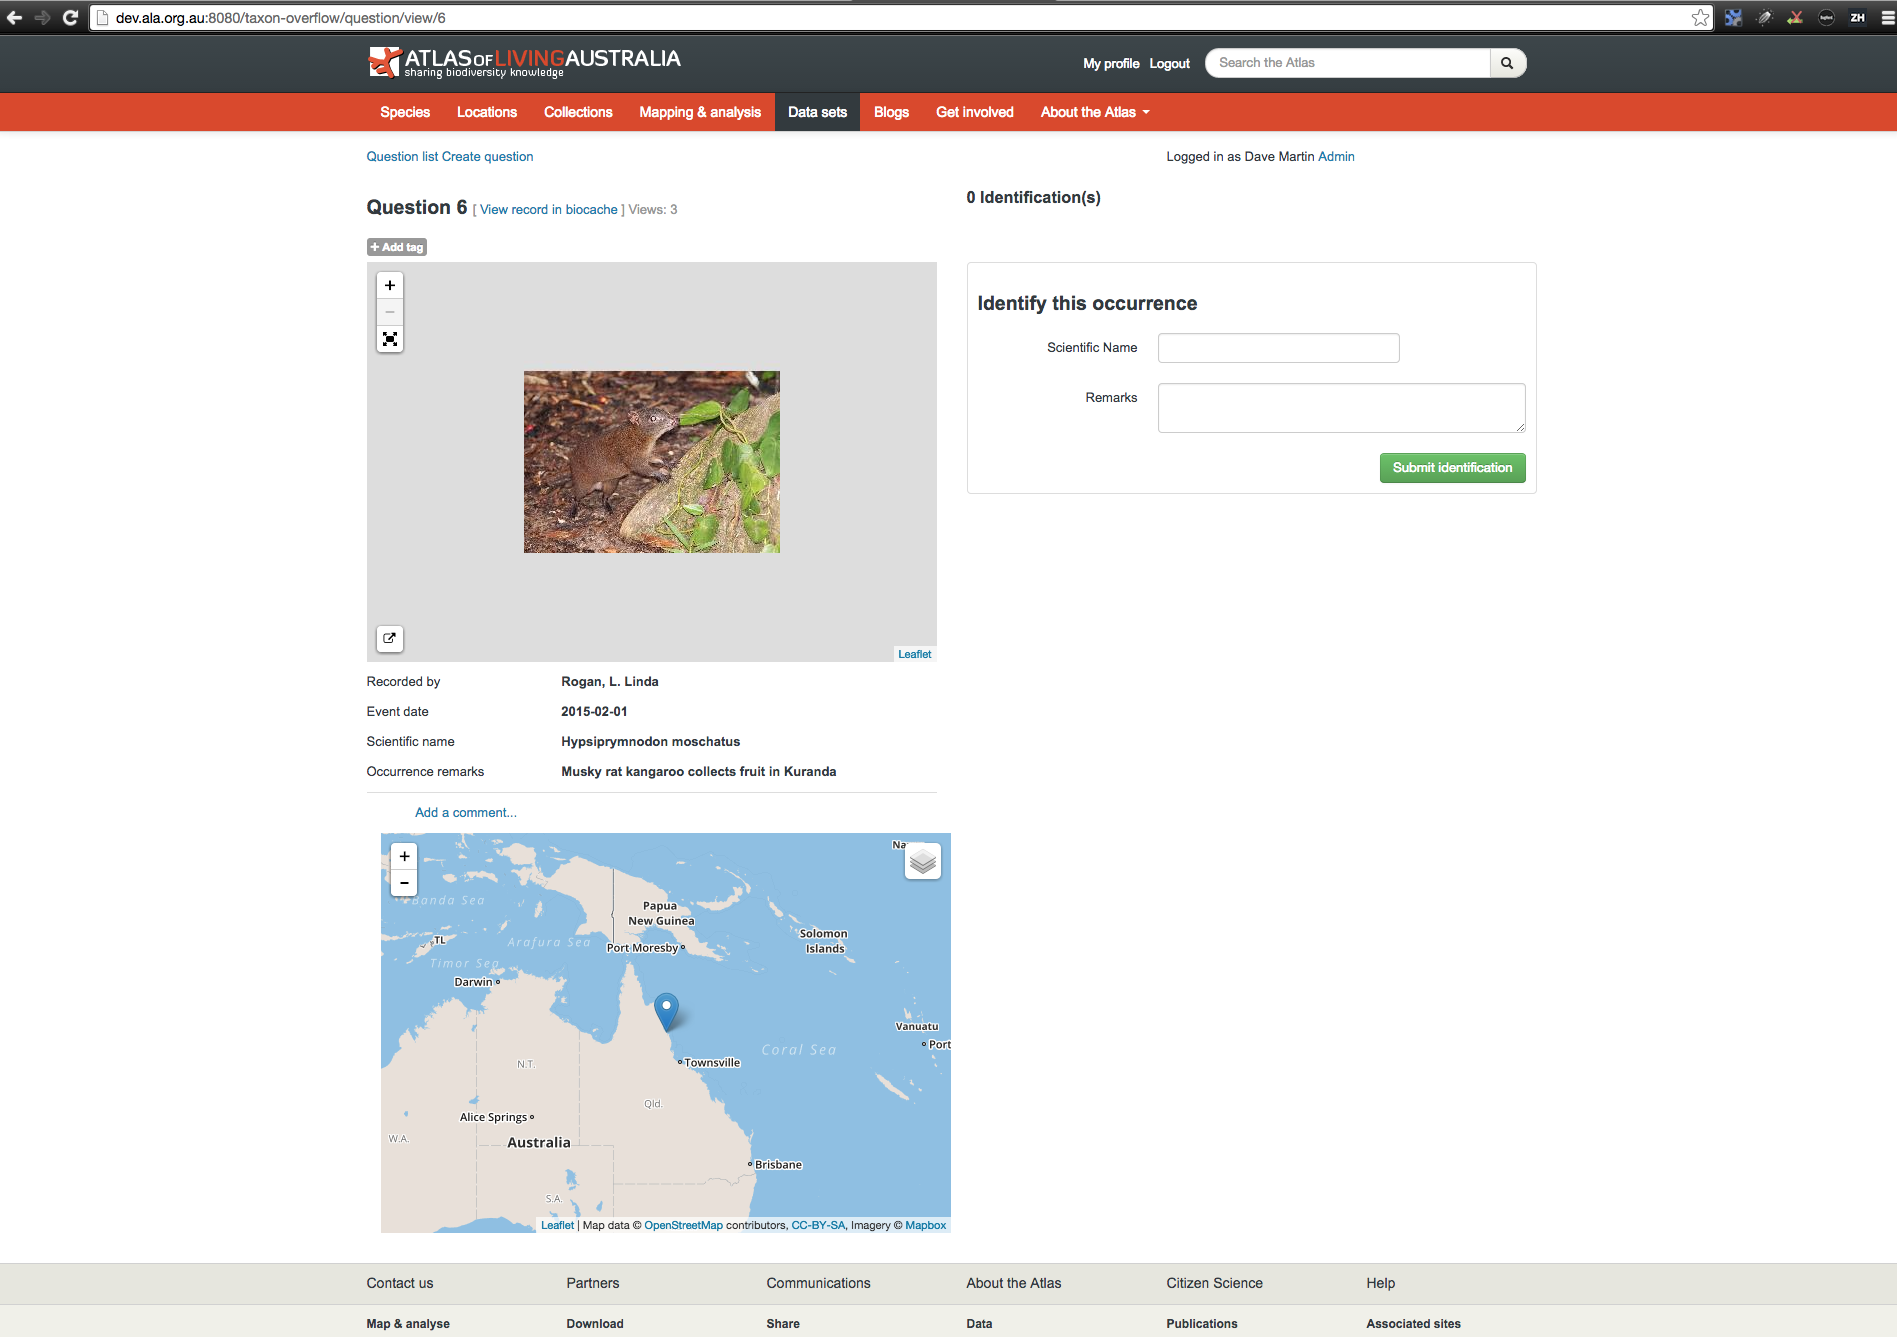 dev.ala.org.au:8080/taxon-overflow/question/view/6
ZH
ATLAS OF LIVING AUSTRALIA
sharing biodiversity knowledge
My profile Logout Search the Atlas
Species Locations Collections Mapping & analysis Data sets Blogs Get involved About the Atlas
Question list Create question
Logged in as Dave Martin Admin
Question 6 [ View record in biocache ] Views: 3
0 Identification(s)
+ Add tag
+
−
Identify this occurrence
Scientific Name
Remarks
Submit identification
Leaflet
Recorded by Rogan, L. Linda
Event date 2015-02-01
Scientific name Hypsiprymnodon moschatus
Occurrence remarks Musky rat kangaroo collects fruit in Kuranda
Add a comment...
+
-
Na
Banda Sea
Papua
New Guinea
Solomon
Islands
TL
Arafura Sea
Port Moresby
Timor Sea
Darwin
Vanuatu
Port
Coral Sea
Townsville
N.T.
Qld.
Alice Springs
W.A.
Australia
Brisbane
S.A.
Leaflet | Map data © OpenStreetMap contributors, CC-BY-SA, Imagery © Mapbox
Contact us Partners Communications About the Atlas Citizen Science Help
Map & analyse Download Share Data Publications Associated sites